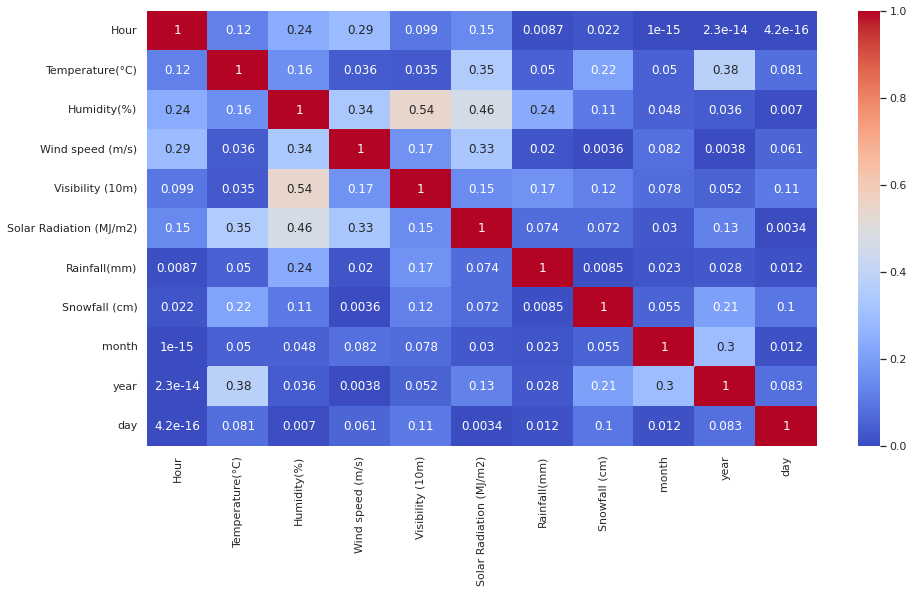 Hour 1 0.12 0.24 0.29 0.099 0.15 0.0087 0.022 1e-15 2.3e-14 4.2e-16
Temperature(°C) 0.12 1 0.16 0.036 0.035 0.35 0.05 0.22 0.05 0.38 0.081
Humidity(%) 0.24 0.16 1 0.34 0.54 0.46 0.24 0.11 0.048 0.036 0.007
Wind speed (m/s) 0.29 0.036 0.34 1 0.17 0.33 0.02 0.0036 0.082 0.0038 0.061
Visibility (10m) 0.099 0.035 0.54 0.17 1 0.15 0.17 0.12 0.078 0.052 0.11
Solar Radiation (MJ/m2) 0.15 0.35 0.46 0.33 0.15 1 0.074 0.072 0.03 0.13 0.0034
Rainfall(mm) 0.0087 0.05 0.24 0.02 0.17 0.074 1 0.0085 0.023 0.028 0.012
Snowfall (cm) 0.022 0.22 0.11 0.0036 0.12 0.072 0.0085 1 0.055 0.21 0.1
month 1e-15 0.05 0.048 0.082 0.078 0.03 0.023 0.055 1 0.3 0.012
year 2.3e-14 0.38 0.036 0.0038 0.052 0.13 0.028 0.21 0.3 1 0.083
day 4.2e-16 0.081 0.007 0.061 0.11 0.0034 0.012 0.1 0.012 0.083 1
Hour
Temperature(°C)
Humidity(%)
Wind speed (m/s)
Visibility (10m)
Solar Radiation (MJ/m2)
Rainfall(mm)
Snowfall (cm)
month
year
day
1.0
0.8
0.6
0.4
0.2
0.0